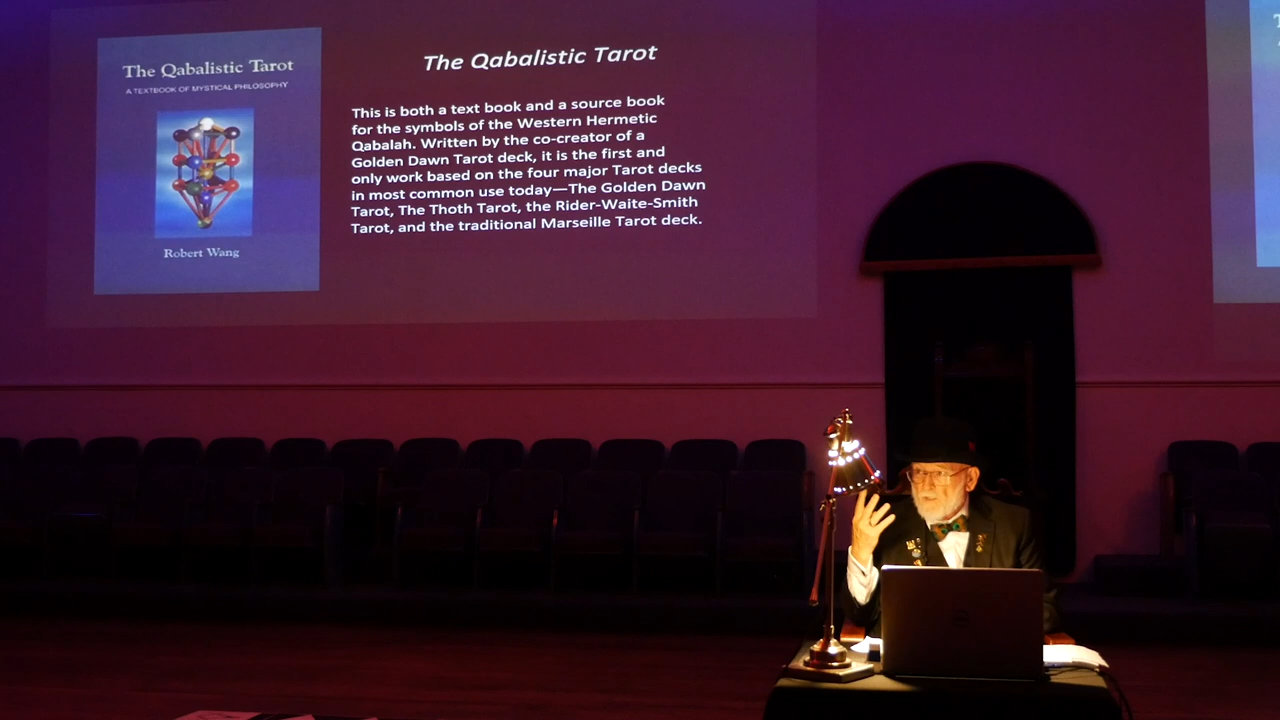 The Qabalistic Tarot
A TEXTBOOK OF MYSTICAL PHILOSOPHY
Robert Wang
The Qabalistic Tarot
This is both a text book and a source book
for the symbols of the Western Hermetic
Qabalah. Written by the co-creator of a
Golden Dawn Tarot deck, it is the first and
only work based on the four major Tarot decks
in most common use today—The Golden Dawn
Tarot, The Thoth Tarot, the Rider-Waite-Smith
Tarot, and the traditional Marseille Tarot deck.